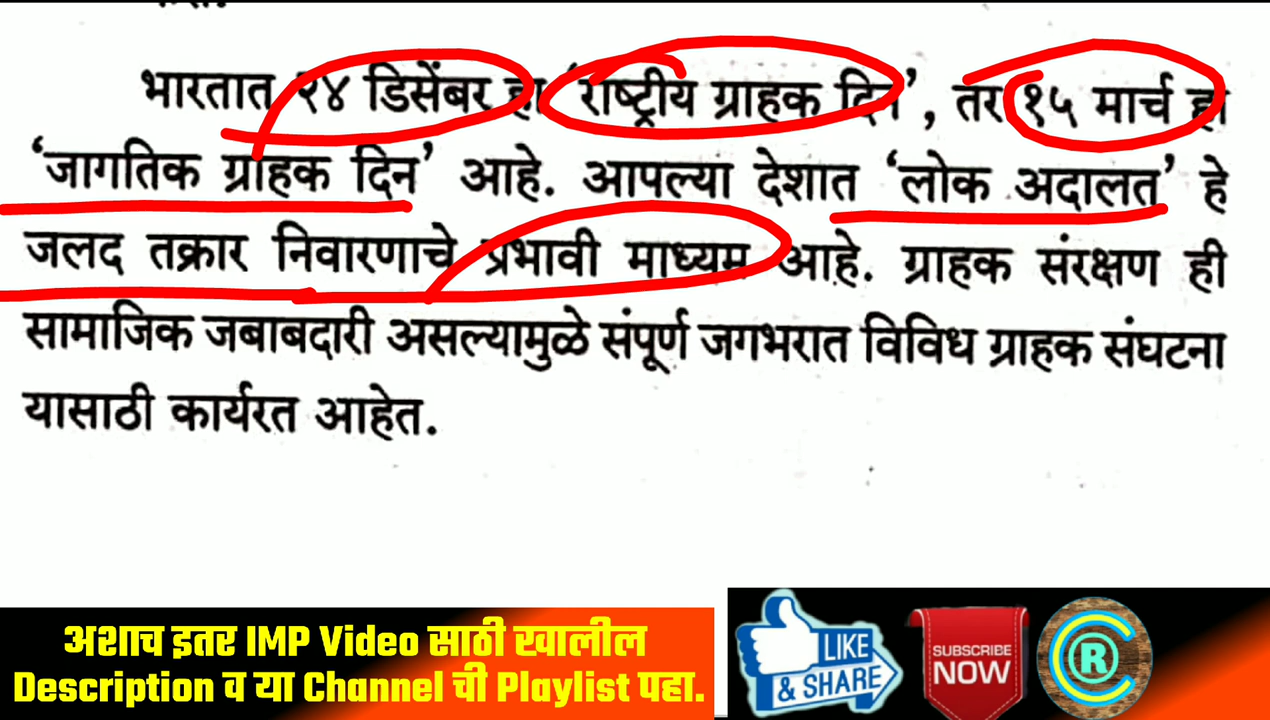 भारतात २४ डिसेंबर हा 'राष्ट्रीय ग्राहक दिन', तर १५ मार्च हा
'जागतिक ग्राहक दिन' आहे. आपल्या देशात 'लोक अदालत' हे
जलद तक्रार निवारणाचे प्रभावी माध्यम आहे. ग्राहक संरक्षण ही
सामाजिक जबाबदारी असल्यामुळे संपूर्ण जगभरात विविध ग्राहक संघटना
यासाठी कार्यरत आहेत.
अशाच इतर IMP Video साठी खालील
Description व या Channel ची Playlist पहा.
LIKE
& SHARE
SUBSCRIBE
NOW
R